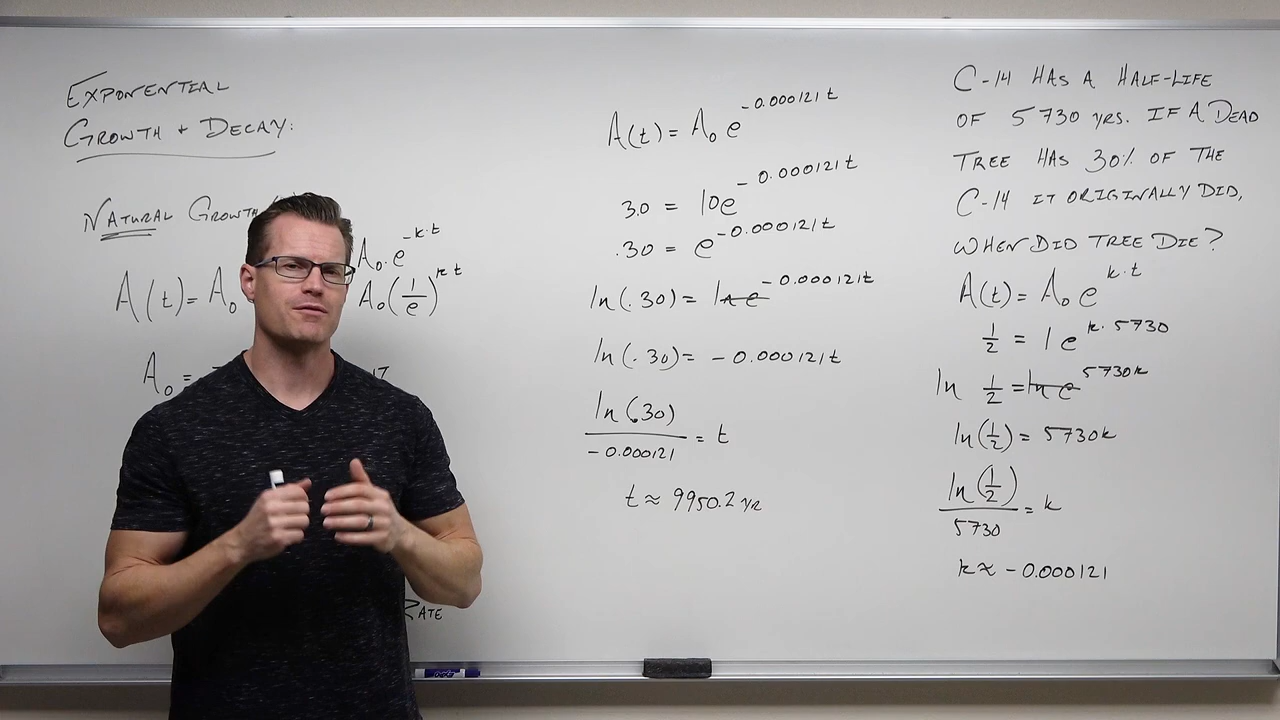 EXPONENTIAL
GROWTH + DECAY:
NATURAL GROWTH
A(t) = A₀
A₀·e^(-k·t)
A₀(1/e)^(kt)
A₀ =
RATE
A(t) = A₀e^(-0.000121t)
3.0 = 10e^(-0.000121t)
.30 = e^(-0.000121t)
ln(.30) = ln e^(-0.000121t)
ln(.30) = -0.000121t
ln(.30)/-0.000121 = t
t ≈ 9950.2 yr
C-14 HAS A HALF-LIFE
OF 5730 YRS. IF A DEAD
TREE HAS 30% OF THE
C-14 IT ORIGINALLY DID,
WHEN DID TREE DIE?
A(t) = A₀e^(k·t)
1/2 = 1e^(k·5730)
ln 1/2 = ln e^(5730k)
ln(1/2) = 5730k
ln(1/2)/5730 = k
k ≈ -0.000121